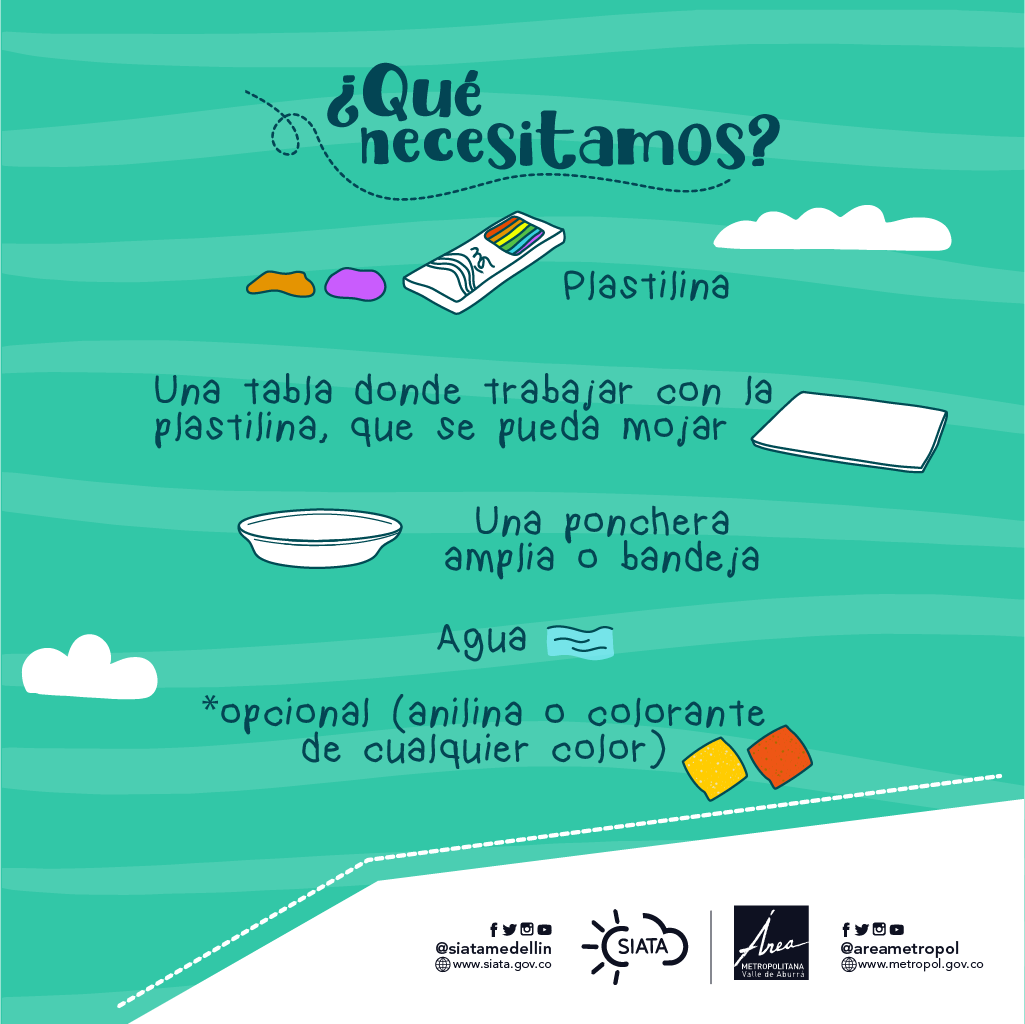 ¿Qué
necesitamos?
Plastilina
Una tabla donde trabajar con la
plastilina, que se pueda mojar
Una ponchera
amplia o bandeja
Agua
*opcional (anilina o colorante
de cualquier color)
@siatamedellin
www.siata.gov.co
SIATA
Área
METROPOLITANA
Valle de Aburrá
@areametropol
www.metropol.gov.co